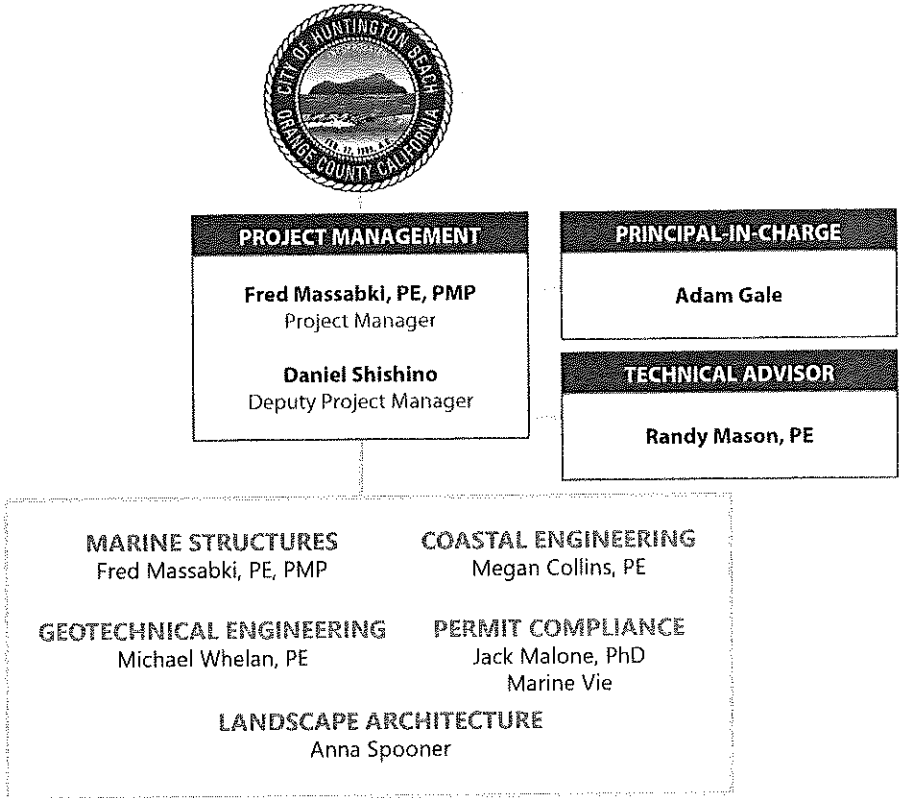 CITY OF HUNTINGTON BEACH
ORANGE COUNTY CALIFORNIA
FEB. 17, 1909. A.D.
PROJECT MANAGEMENT
Fred Massabki, PE, PMP
Project Manager
Daniel Shishino
Deputy Project Manager
PRINCIPAL-IN-CHARGE
Adam Gale
TECHNICAL ADVISOR
Randy Mason, PE
MARINE STRUCTURES
Fred Massabki, PE, PMP
COASTAL ENGINEERING
Megan Collins, PE
GEOTECHNICAL ENGINEERING
Michael Whelan, PE
PERMIT COMPLIANCE
Jack Malone, PhD
Marine Vie
LANDSCAPE ARCHITECTURE
Anna Spooner